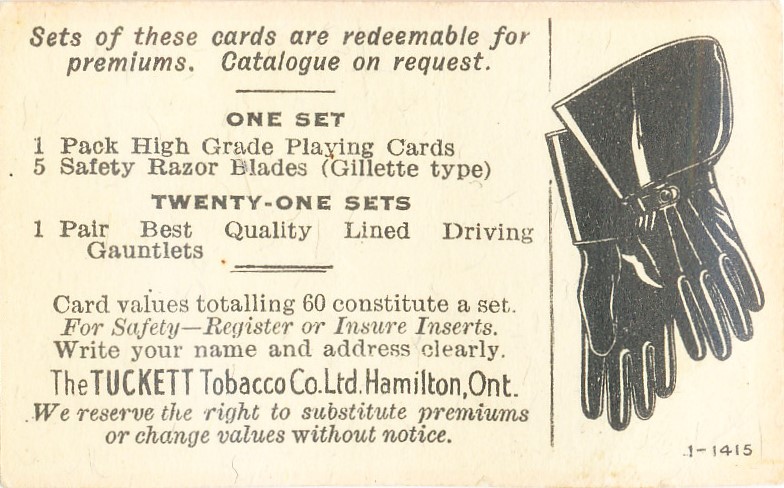 Sets of these cards are redeemable for
premiums. Catalogue on request.
ONE SET
1 Pack High Grade Playing Cards
5 Safety Razor Blades (Gillette type)
TWENTY-ONE SETS
1 Pair Best Quality Lined Driving
Gauntlets
Card values totalling 60 constitute a set.
For Safety—Register or Insure Inserts.
Write your name and address clearly.
The TUCKETT Tobacco Co. Ltd. Hamilton, Ont.
We reserve the right to substitute premiums
or change values without notice.
1-1415